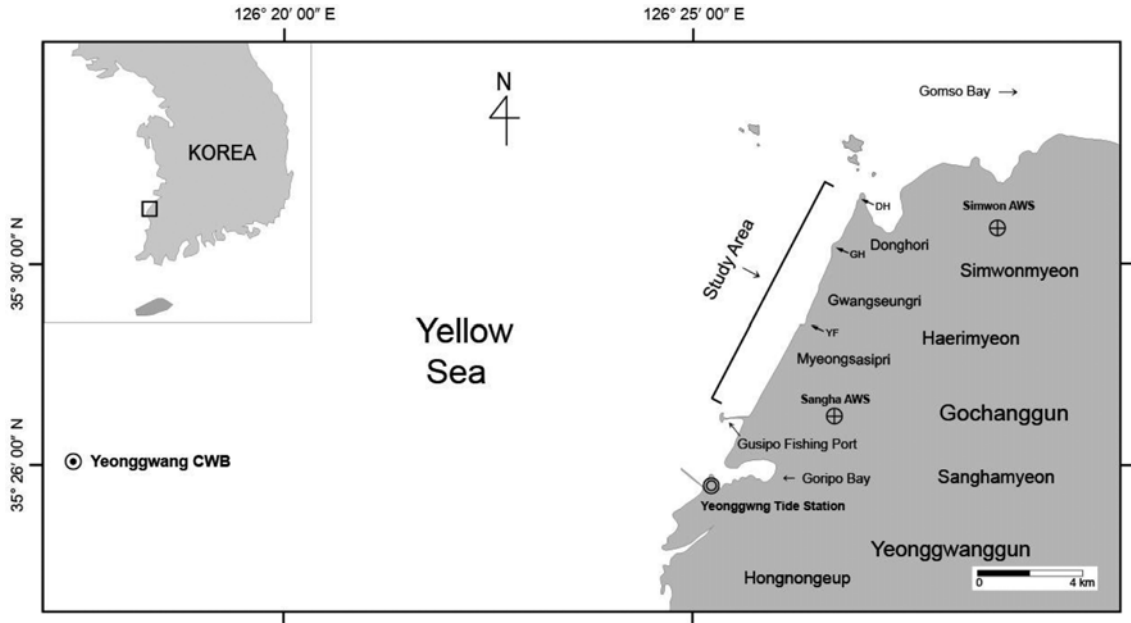 126° 20′ 00″ E
126° 25′ 00″ E
KOREA
N
Gomso Bay →
35° 30′ 00″ N
35° 26′ 00″ N
Study Area
DH
Simwon AWS
GH
Donghori
Simwonmyeon
Gwangseungri
YF
Haerimyeon
Myeongsasipri
Yellow
Sea
Sangha AWS
Gochanggun
Gusipo Fishing Port
Yeonggwang CWB
← Goripo Bay
Sanghamyeon
Yeonggwng Tide Station
Yeonggwanggun
Hongnongeup
0 4 km